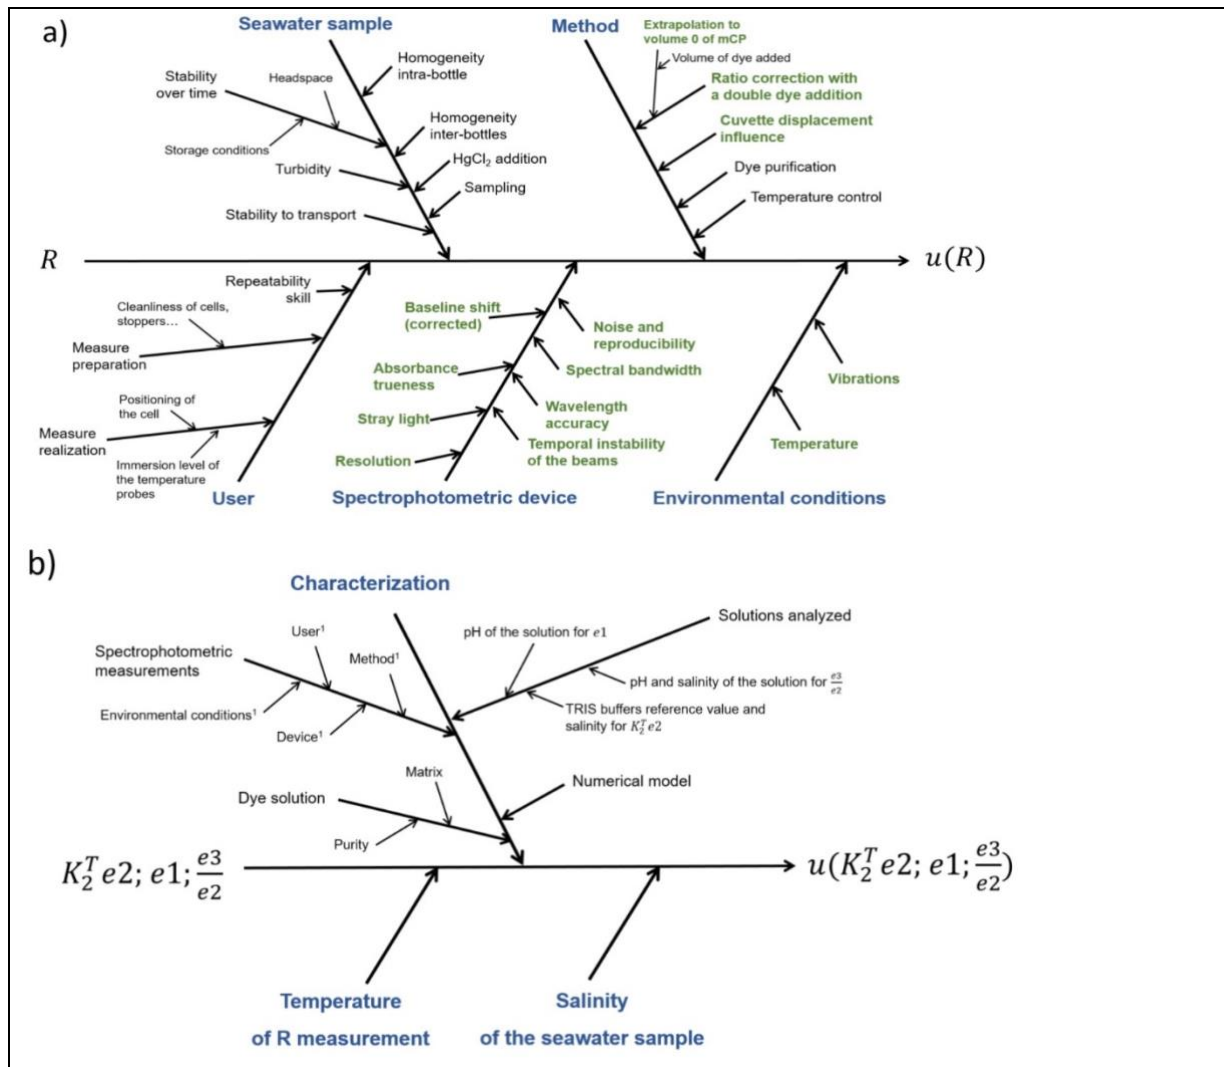 a)
Seawater sample
Method
Extrapolation to
volume 0 of mCP
Volume of dye added
Homogeneity
intra-bottle
Stability
over time
Headspace
Ratio correction with
a double dye addition
Homogeneity
inter-bottles
Cuvette displacement
influence
Storage conditions
HgCl₂ addition
Turbidity
Dye purification
Sampling
Temperature control
Stability to transport
R
u(R)
Repeatability
skill
Cleanliness of cells,
stoppers…
Baseline shift
(corrected)
Noise and
reproducibility
Measure
preparation
Absorbance
trueness
Spectral bandwidth
Vibrations
Positioning of
the cell
Wavelength
accuracy
Stray light
Measure
realization
Temporal instability
of the beams
Temperature
Immersion level of
the temperature
probes
Resolution
User
Spectrophotometric device
Environmental conditions
b)
Characterization
Solutions analyzed
User¹
pH of the solution for e1
Spectrophotometric
measurements
Method¹
pH and salinity of the solution for e3/e2
Environmental conditions¹
TRIS buffers reference value and
salinity for K₂ᵀe2
Device¹
Matrix
Numerical model
Dye solution
Purity
K₂ᵀe2; e1; e3/e2
u(K₂ᵀe2; e1; e3/e2)
Temperature
of R measurement
Salinity
of the seawater sample